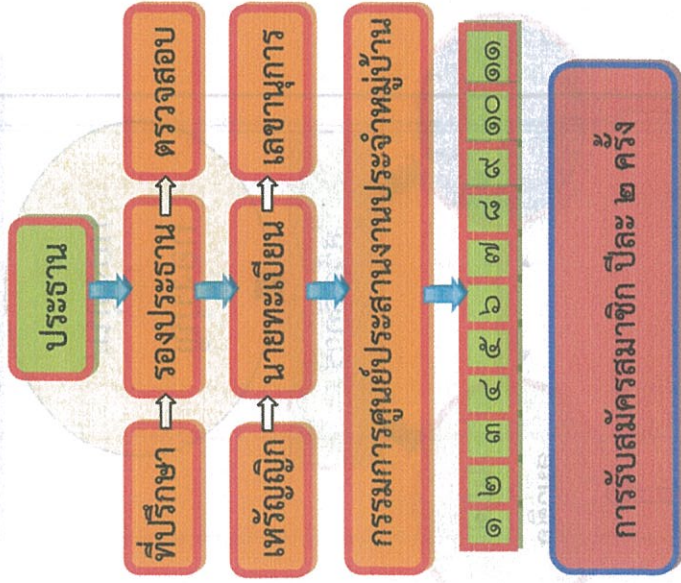 ประธาน
ที่ปรึกษา
รองประธาน
ตรวจสอบ
เหรัญญิก
นายทะเบียน
เลขานุการ
กรรมการศูนย์ประสานงานประจำหมู่บ้าน
๑ ๒ ๓ ๔ ๕ ๖ ๗ ๘ ๙ ๑๐ ๑๑
การรับสมัครสมาชิก ปีละ ๒ ครั้ง